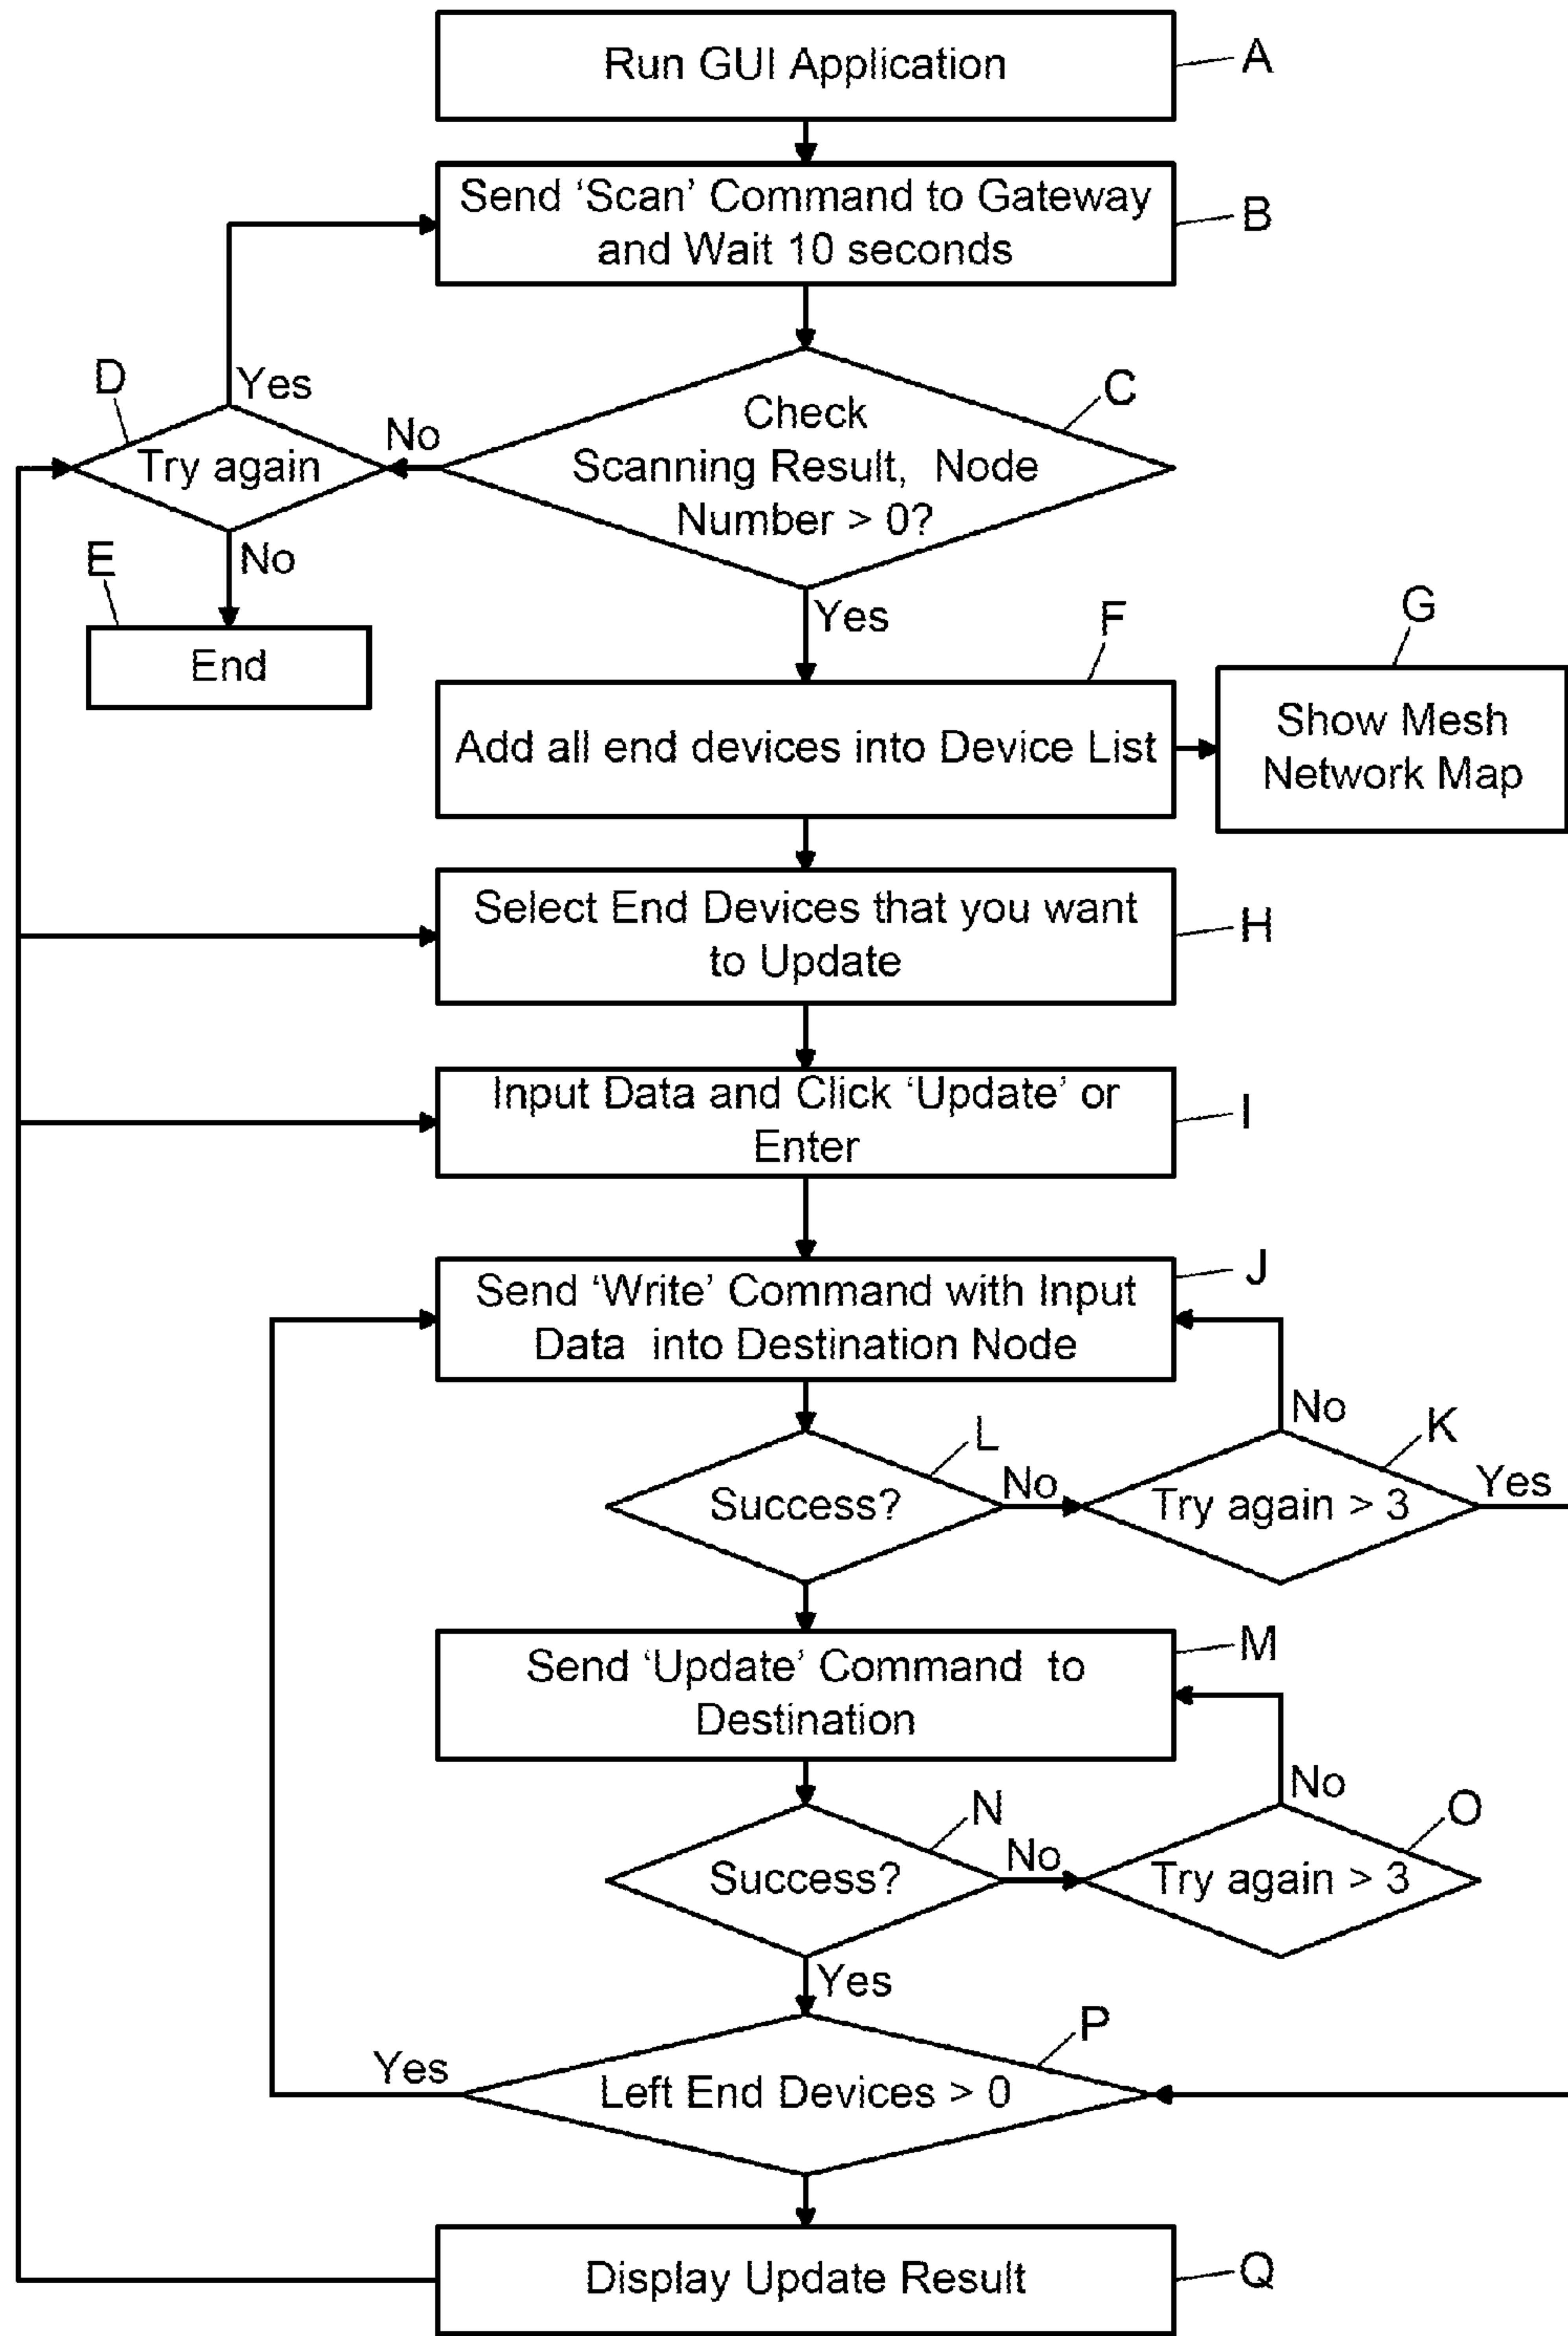 Run GUI Application
A
Send ‘Scan’ Command to Gateway
and Wait 10 seconds
B
Check
Scanning Result, Node
Number > 0?
C
No
D
Try again
Yes
No
E
End
Yes
F
Add all end devices into Device List
G
Show Mesh
Network Map
Select End Devices that you want
to Update
H
Input Data and Click ‘Update’ or
Enter
I
Send ‘Write’ Command with Input
Data into Destination Node
J
L
Success?
No
K
Try again > 3
No
Yes
Send ‘Update’ Command to
Destination
M
N
Success?
No
O
Try again > 3
No
Yes
P
Left End Devices > 0
Yes
Display Update Result
Q